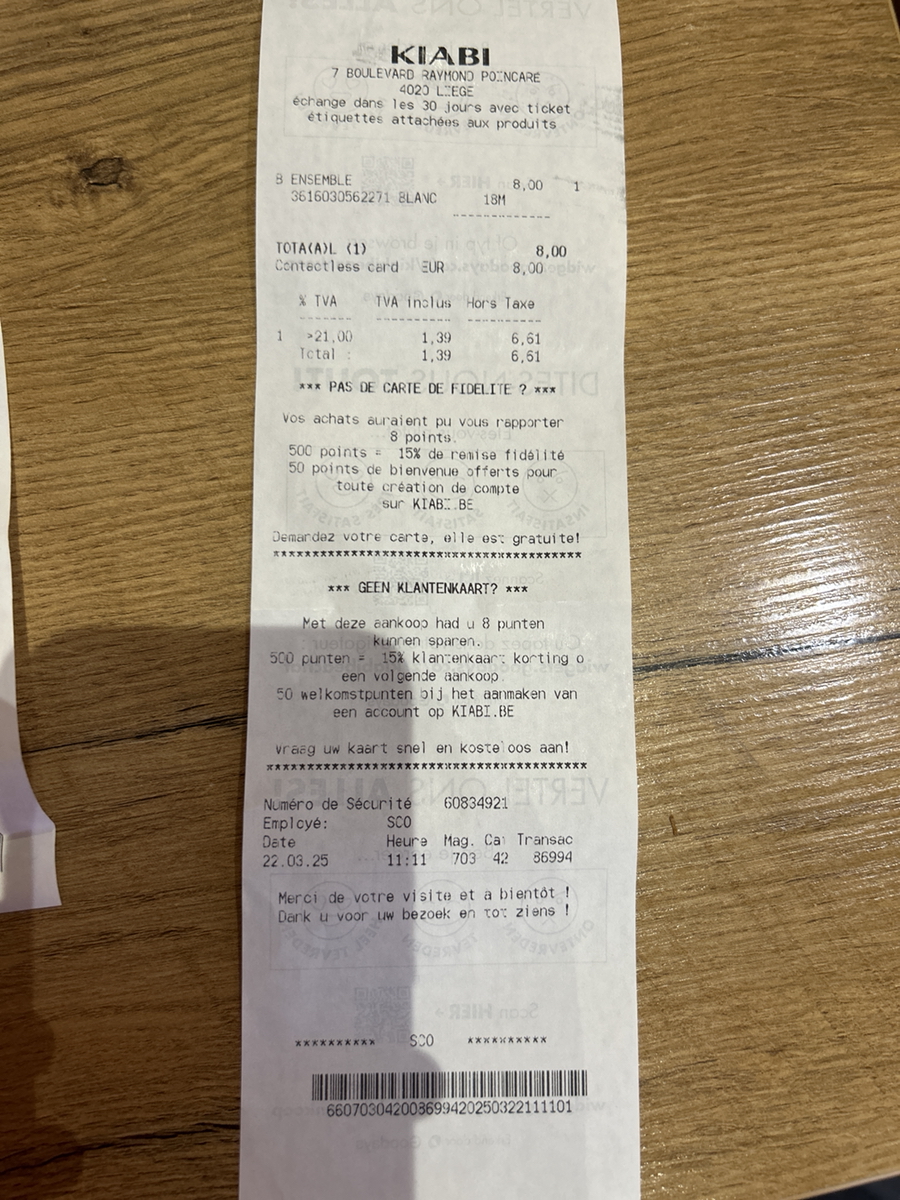 KIABI
7 BOULEVARD RAYMOND POINCARE
4020 LIEGE
échange dans les 30 jours avec ticket
étiquettes attachées aux produits
B ENSEMBLE 8,00 1
3616030562271 BLANC 18M
------------
TOTA(A)L (1) 8,00
Contactless card EUR 8,00
% TVA TVA inclus Hors Taxe
------- ---------- ----------
1 >21,00 1,39 6,61
Total : 1,39 6,61
*** PAS DE CARTE DE FIDELITE ? ***
Vos achats auraient pu vous rapporter
8 points.
500 points = 15% de remise fidélité
50 points de bienvenue offerts pour
toute création de compte
sur KIABI.BE
Demandez votre carte, elle est gratuite!
****************************************
*** GEEN KLANTENKAART? ***
Met deze aankoop had u 8 punten
kunnen sparen.
500 punten = 15% klantenkaart korting o
een volgende aankoop.
50 welkomstpunten bij het aanmaken van
een account op KIABI.BE
Vraag uw kaart snel en kosteloos aan!
****************************************
Numéro de Sécurité 60834921
Employé: SCO
Date Heure Mag. Cai Transac
22.03.25 11:11 703 42 86994
Merci de votre visite et a bientôt !
Dank u voor uw bezoek en tot ziens !
********** SCO **********
660703042008699420250322111101